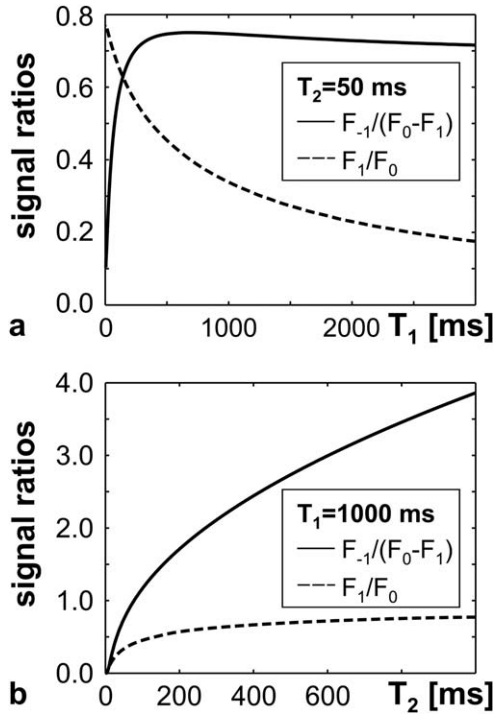 0.8
0.6
0.4
0.2
0.0
signal ratios
T₂=50 ms
F₋₁/(F₀-F₁)
F₁/F₀
0
1000
2000
T₁ [ms]
a
4.0
3.0
2.0
1.0
0.0
signal ratios
T₁=1000 ms
F₋₁/(F₀-F₁)
F₁/F₀
0
200
400
600
T₂ [ms]
b